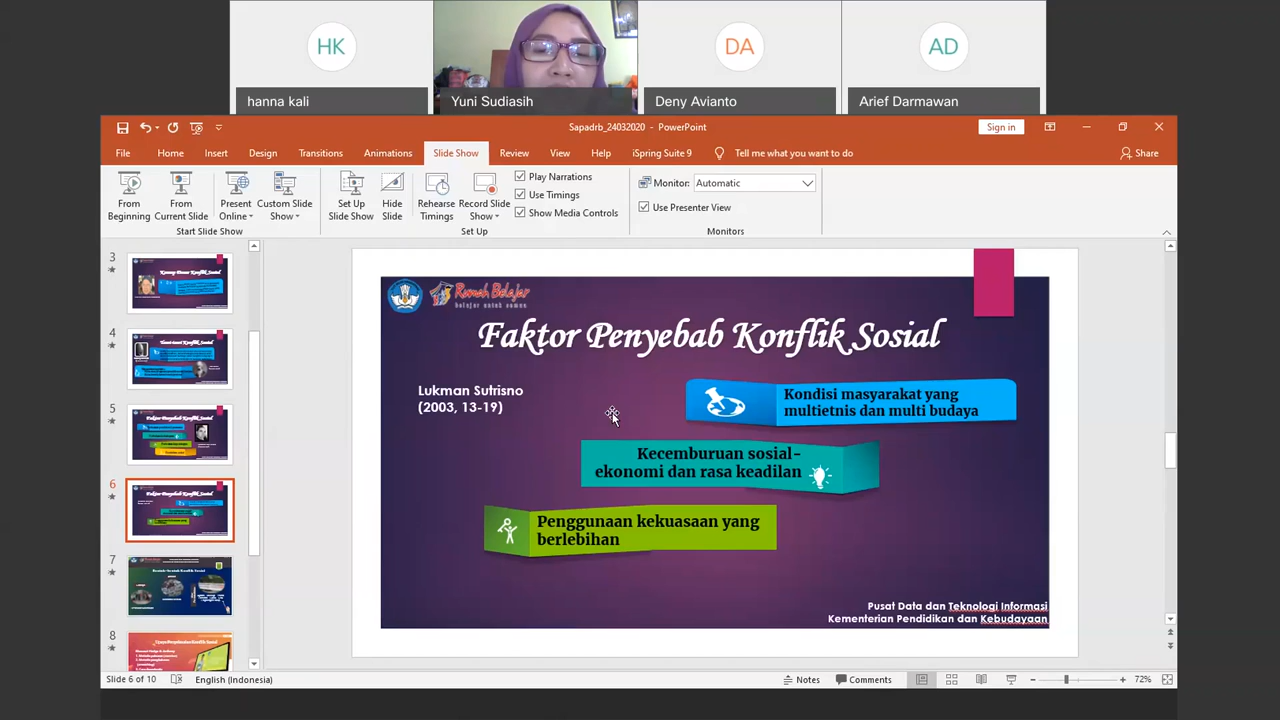 HK
hanna kali
Yuni Sudiasih
DA
Deny Avianto
AD
Arief Darmawan
Sapadrb_24032020 - PowerPoint
Sign in
File Home Insert Design Transitions Animations Slide Show Review View Help iSpring Suite 9 Tell me what you want to do Share
From Beginning
From Current Slide
Present Online
Custom Slide Show
Start Slide Show
Set Up Slide Show
Hide Slide
Rehearse Timings
Record Slide Show
Play Narrations
Use Timings
Show Media Controls
Set Up
Monitor: Automatic
Use Presenter View
Monitors
3
4
5
6
7
8
Rumah Belajar
belajar untuk semua
Faktor Penyebab Konflik Sosial
Lukman Sutrisno
(2003, 13-19)
Kondisi masyarakat yang
multietnis dan multi budaya
Kecemburuan sosial-
ekonomi dan rasa keadilan
Penggunaan kekuasaan yang
berlebihan
Pusat Data dan Teknologi Informasi
Kementerian Pendidikan dan Kebudayaan
Slide 6 of 10 English (Indonesia) Notes Comments 72%